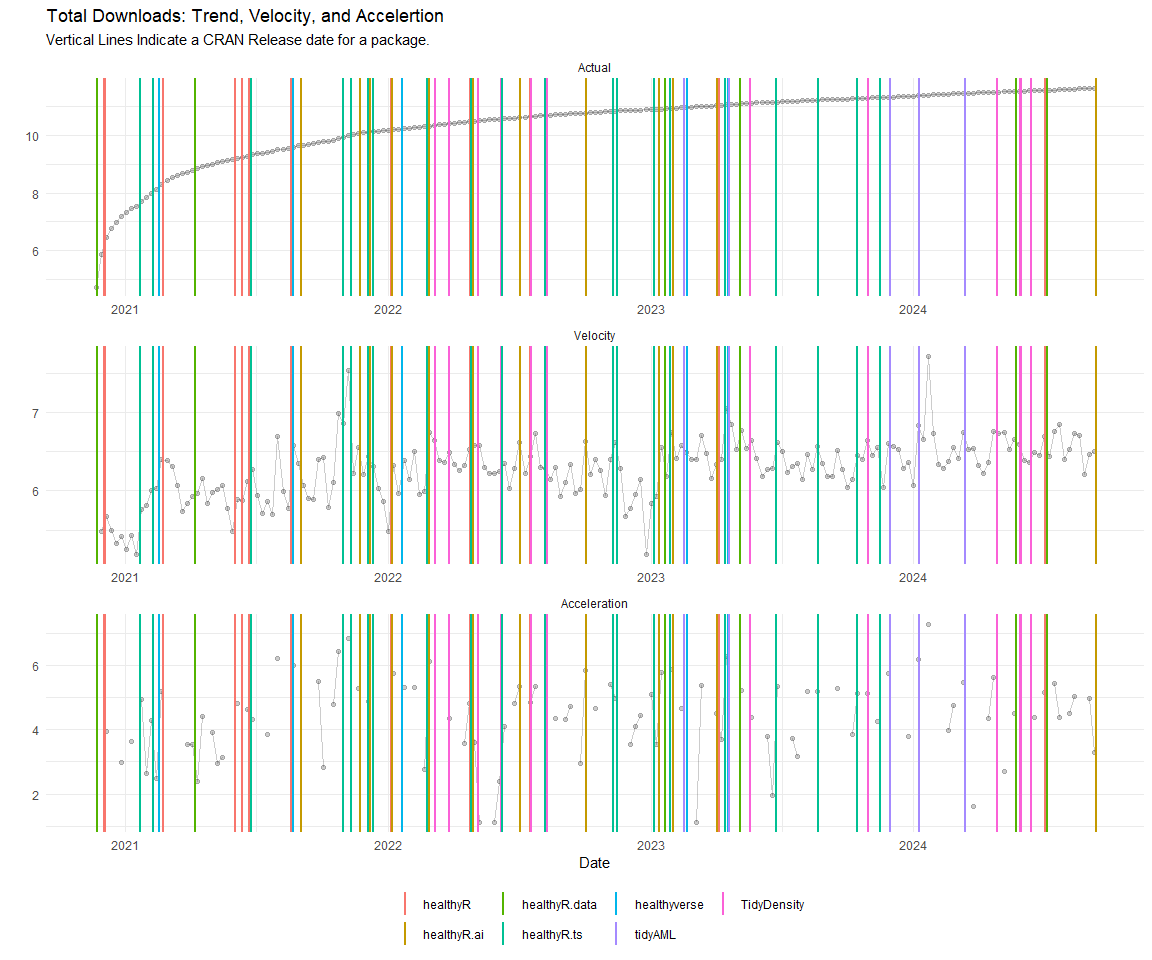 Total Downloads: Trend, Velocity, and Accelertion
Vertical Lines Indicate a CRAN Release date for a package.
Actual
10
8
6
2021 2022 2023 2024
Velocity
7
6
2021 2022 2023 2024
Acceleration
6
4
2
2021 2022 2023 2024
Date
healthyR healthyR.data healthyverse TidyDensity
healthyR.ai healthyR.ts tidyAML